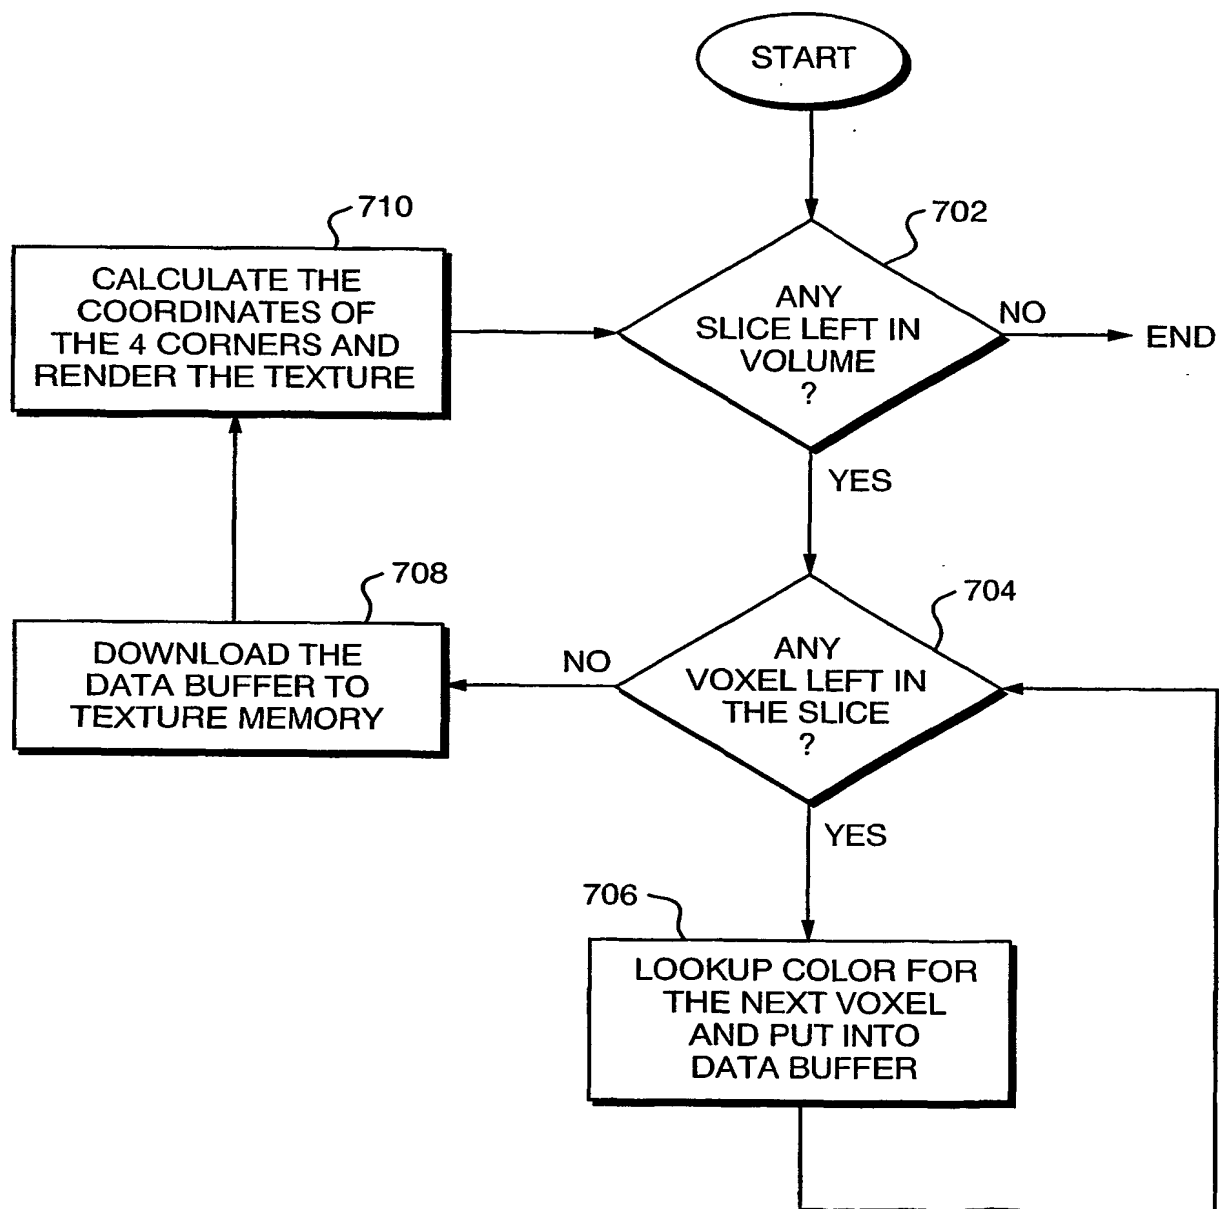 START
702
ANY
SLICE LEFT IN
VOLUME
?
NO
END
YES
710
CALCULATE THE
COORDINATES OF
THE 4 CORNERS AND
RENDER THE TEXTURE
704
ANY
VOXEL LEFT IN
THE SLICE
?
NO
YES
708
DOWNLOAD THE
DATA BUFFER TO
TEXTURE MEMORY
706
LOOKUP COLOR FOR
THE NEXT VOXEL
AND PUT INTO
DATA BUFFER